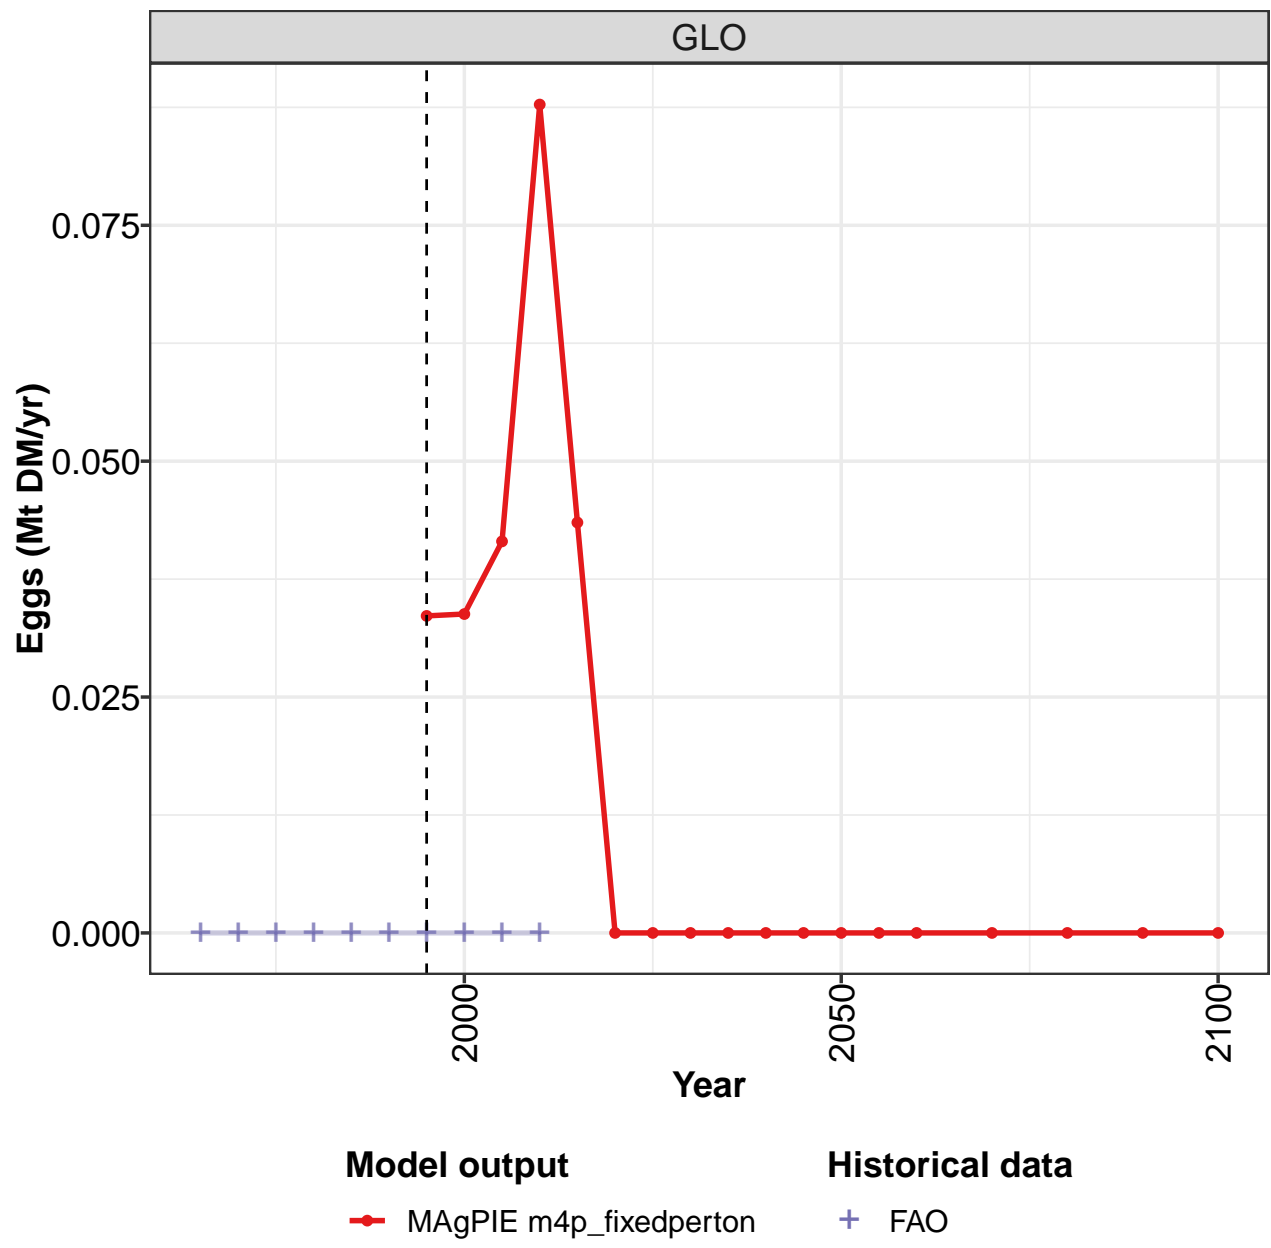 GLO
Eggs (Mt DM/yr)
0.075
0.050
0.025
0.000
2000
2050
2100
Year
Model output
MAgPIE m4p_fixedperton
Historical data
FAO